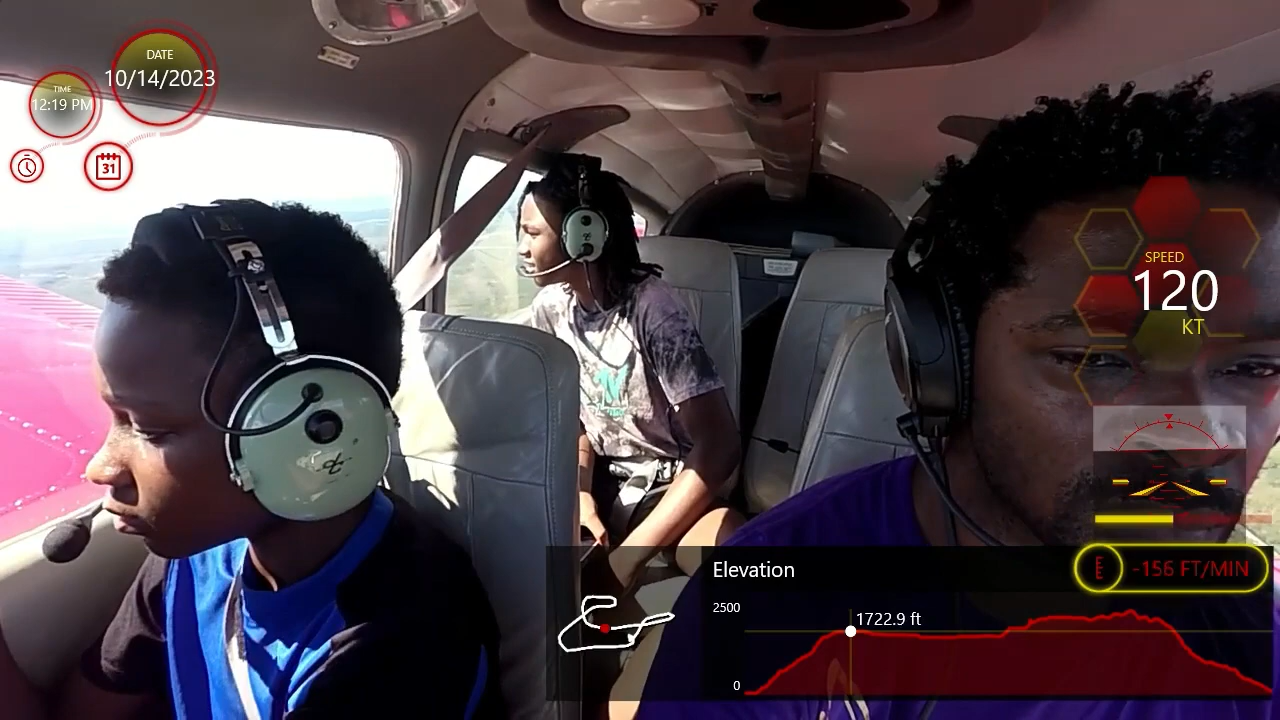 DATE
10/14/2023
TIME
12:19 PM
31
SPEED
120
KT
-156 FT/MIN
Elevation
2500
1722.9 ft
0